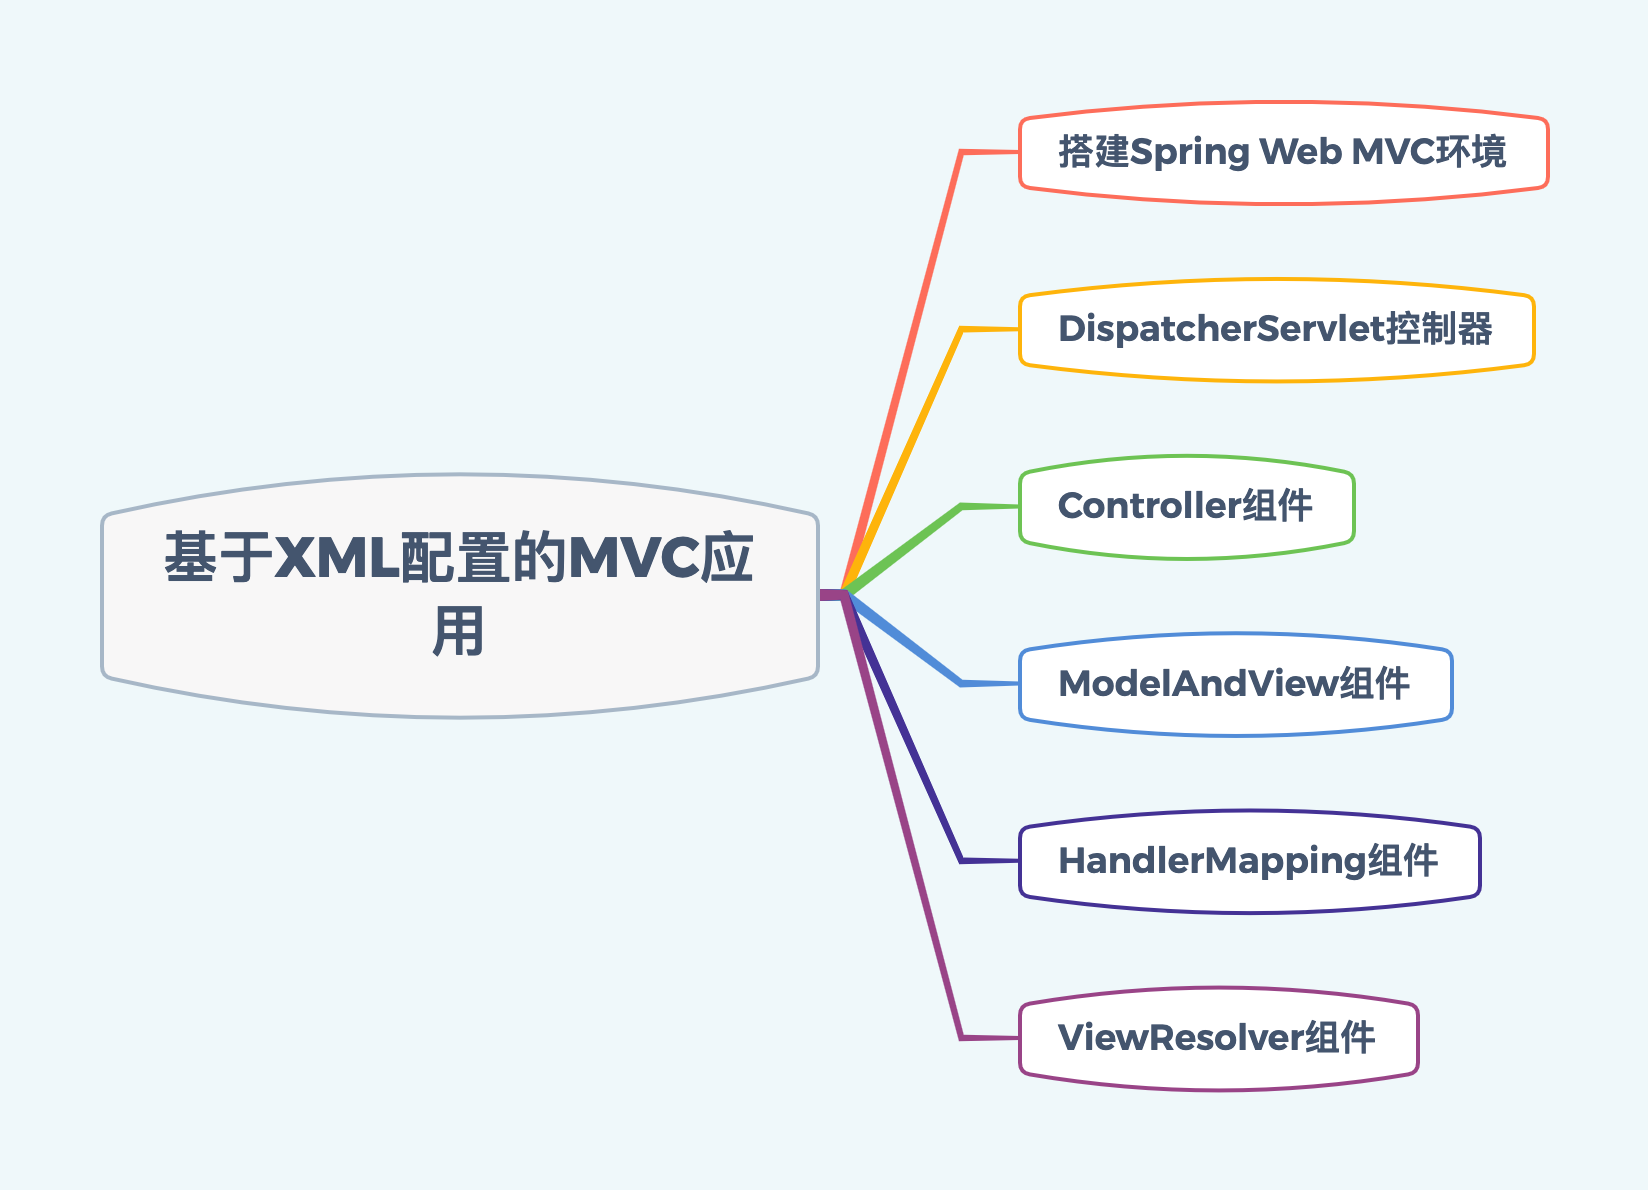 基于XML配置的MVC应
用
搭建Spring Web MVC环境
DispatcherServlet控制器
Controller组件
ModelAndView组件
HandlerMapping组件
ViewResolver组件